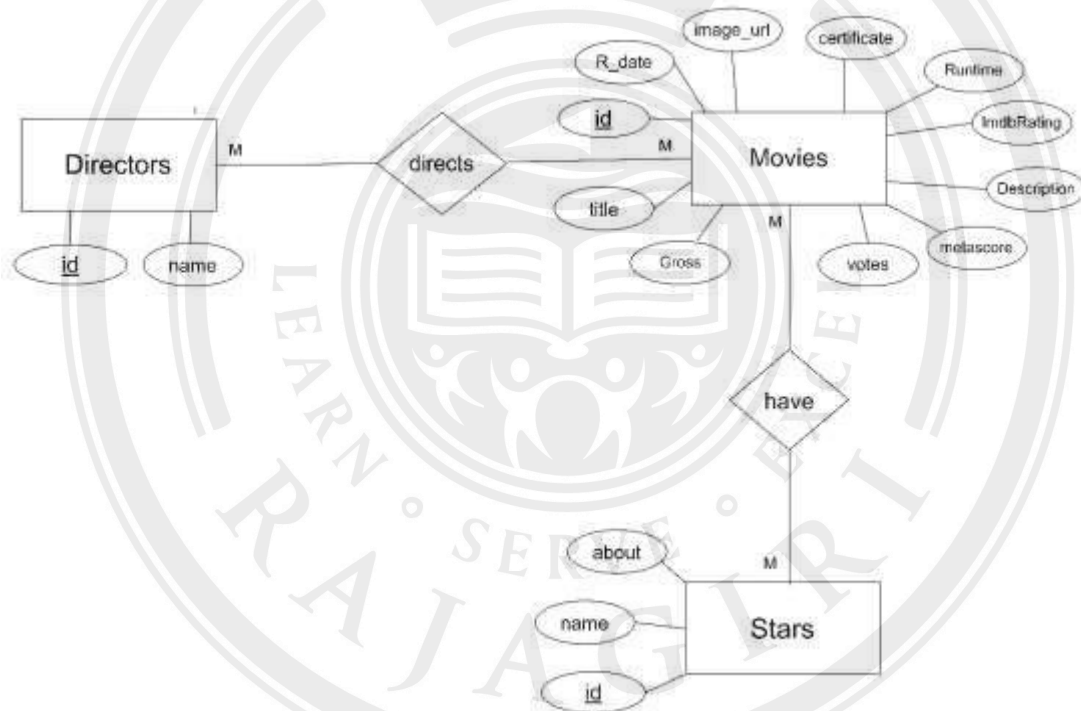 image_url
certificate
R_date
Runtime
id
ImdbRating
Directors
M
directs
M
Movies
Description
title
M
id
name
Gross
votes
metascore
have
about
M
name
Stars
id
LEARN ° SERVE ° EXCEL
RAJAGIRI